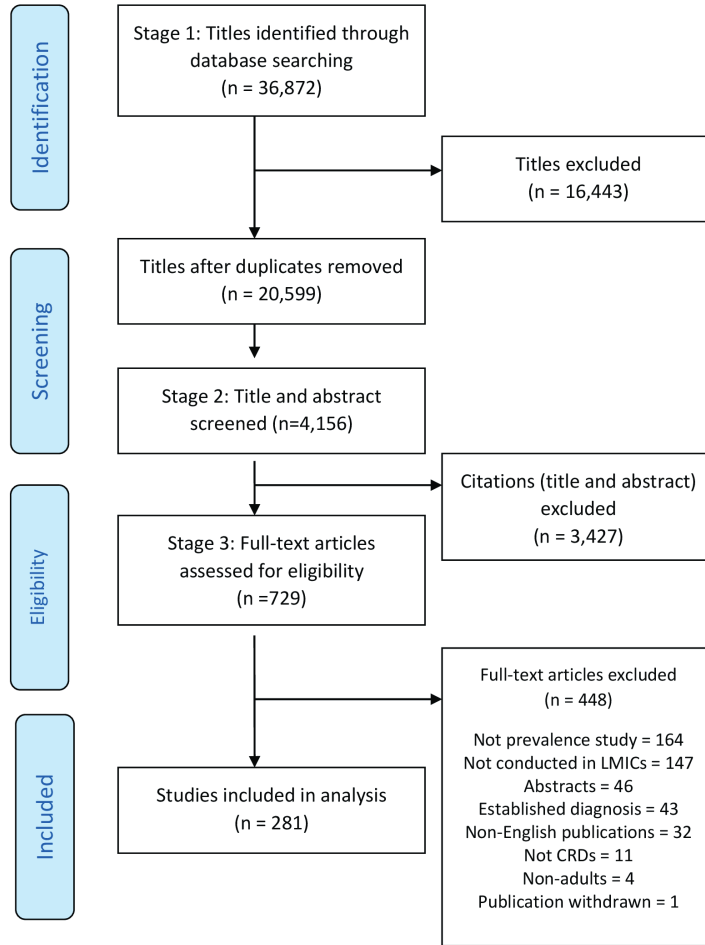 Identification
Stage 1: Titles identified through
database searching
(n = 36,872)
Titles excluded
(n = 16,443)
Screening
Titles after duplicates removed
(n = 20,599)
Stage 2: Title and abstract
screened (n=4,156)
Citations (title and abstract)
excluded
(n = 3,427)
Eligibility
Stage 3: Full-text articles
assessed for eligibility
(n =729)
Full-text articles excluded
(n = 448)
Not prevalence study = 164
Not conducted in LMICs = 147
Abstracts = 46
Established diagnosis = 43
Non-English publications = 32
Not CRDs = 11
Non-adults = 4
Publication withdrawn = 1
Included
Studies included in analysis
(n = 281)